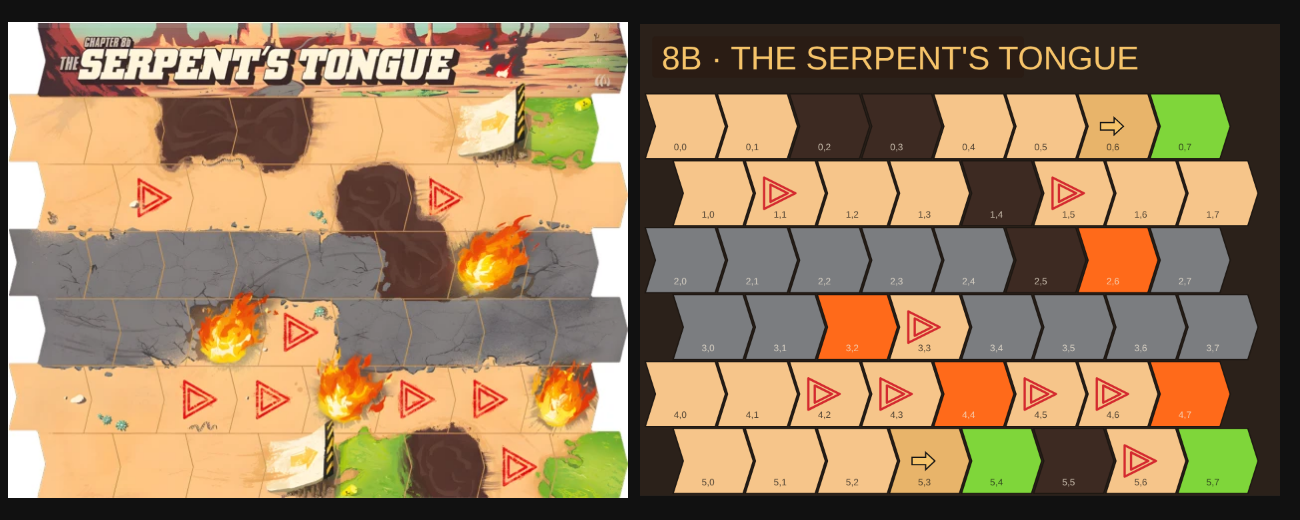 CHAPTER 8b
THE SERPENT'S TONGUE
8B · THE SERPENT'S TONGUE
0,0 0,1 0,2 0,3 0,4 0,5 0,6 0,7
1,0 1,1 1,2 1,3 1,4 1,5 1,6 1,7
2,0 2,1 2,2 2,3 2,4 2,5 2,6 2,7
3,0 3,1 3,2 3,3 3,4 3,5 3,6 3,7
4,0 4,1 4,2 4,3 4,4 4,5 4,6 4,7
5,0 5,1 5,2 5,3 5,4 5,5 5,6 5,7